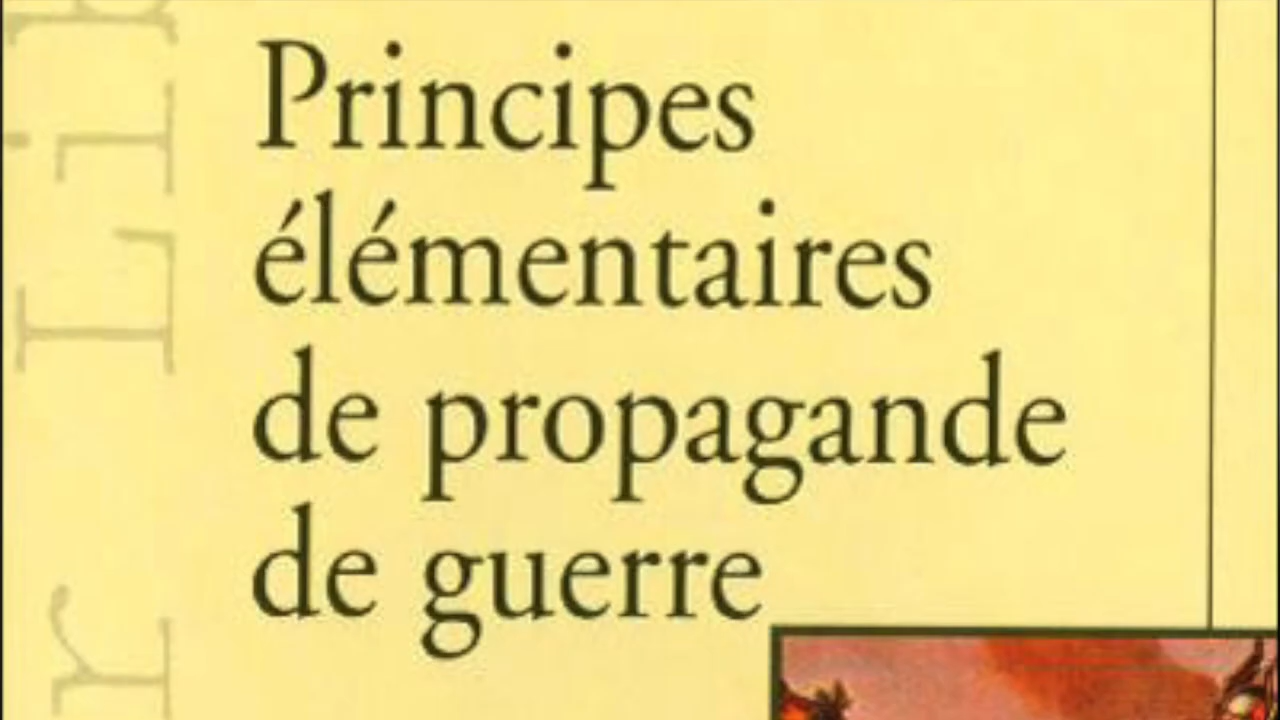 Principes
élémentaires
de propagande
de guerre